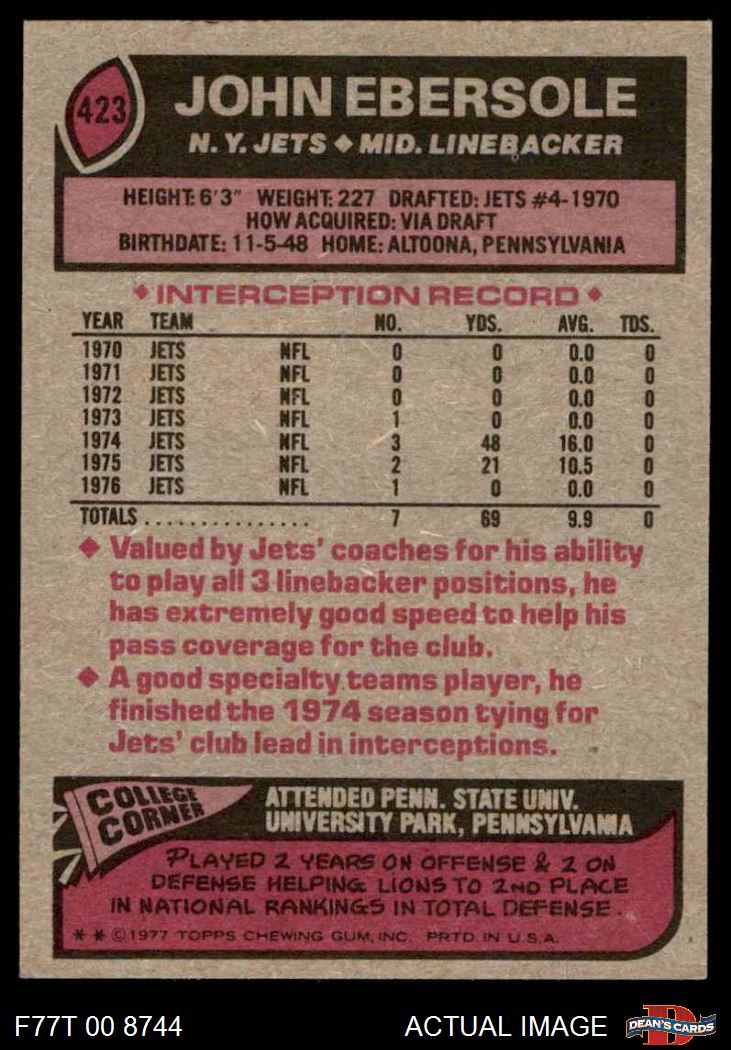 423
JOHN EBERSOLE
N.Y. JETS ◆ MID. LINEBACKER
HEIGHT: 6'3" WEIGHT: 227 DRAFTED: JETS #4-1970
HOW ACQUIRED: VIA DRAFT
BIRTHDATE: 11-5-48 HOME: ALTOONA, PENNSYLVANIA
◆ INTERCEPTION RECORD ◆
YEAR TEAM NO. YDS. AVG. TDS.
1970 JETS NFL 0 0 0.0 0
1971 JETS NFL 0 0 0.0 0
1972 JETS NFL 0 0 0.0 0
1973 JETS NFL 1 0 0.0 0
1974 JETS NFL 3 48 16.0 0
1975 JETS NFL 2 21 10.5 0
1976 JETS NFL 1 0 0.0 0
TOTALS ................ 7 69 9.9 0
◆ Valued by Jets' coaches for his ability
to play all 3 linebacker positions, he
has extremely good speed to help his
pass coverage for the club.
◆ A good specialty teams player, he
finished the 1974 season tying for
Jets' club lead in interceptions.
COLLEGE
CORNER
ATTENDED PENN. STATE UNIV.
UNIVERSITY PARK, PENNSYLVANIA
PLAYED 2 YEARS ON OFFENSE & 2 ON
DEFENSE HELPING LIONS TO 2ND PLACE
IN NATIONAL RANKINGS IN TOTAL DEFENSE.
* * © 1977 TOPPS CHEWING GUM, INC. PRTD. IN U.S.A.
F77T 00 8744 ACTUAL IMAGE
D
DEAN'S CARDS